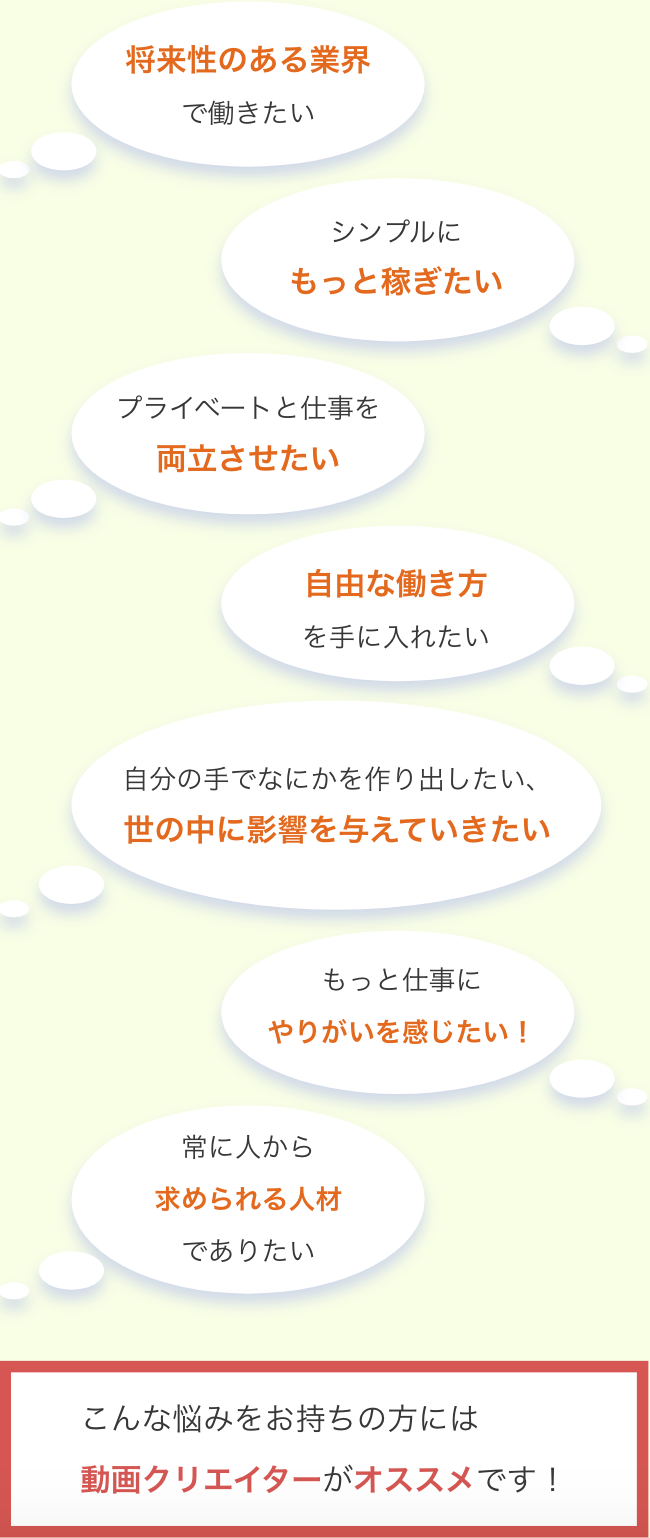 将来性のある業界
で働きたい
シンプルに
もっと稼ぎたい
プライベートと仕事を
両立させたい
自由な働き方
を手に入れたい
自分の手でなにかを作り出したい、
世の中に影響を与えていきたい
もっと仕事に
やりがいを感じたい！
常に人から
求められる人材
でありたい
こんな悩みをお持ちの方には
動画クリエイターがオススメです！